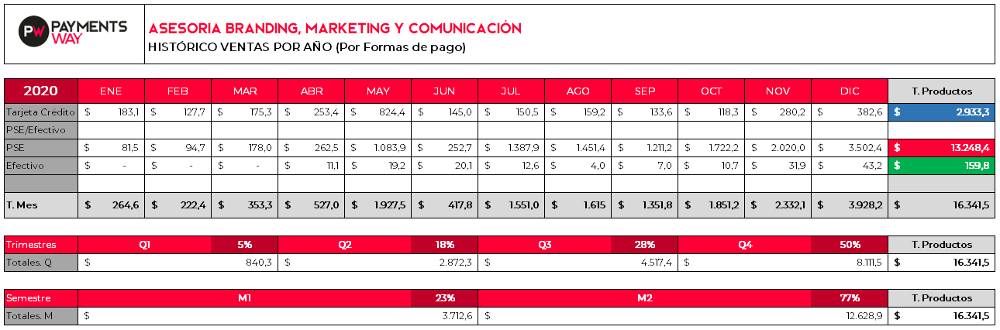 PW PAYMENTS
WAY
ASESORIA BRANDING, MARKETING Y COMUNICACIÓN
HISTÓRICO VENTAS POR AÑO (Por Formas de pago)
2020 ENE FEB MAR ABR MAY JUN JUL AGO SEP OCT NOV DIC T. Productos
Tarjeta Crédito $ 183,1 $ 127,7 $ 175,3 $ 253,4 $ 824,4 $ 145,0 $ 150,5 $ 159,2 $ 133,6 $ 118,3 $ 280,2 $ 382,6 $ 2.933,3
PSE/Efectivo
PSE $ 81,5 $ 94,7 $ 178,0 $ 262,5 $ 1.083,9 $ 252,7 $ 1.387,9 $ 1.451,4 $ 1.211,2 $ 1.722,2 $ 2.020,0 $ 3.502,4 $ 13.248,4
Efectivo $ - $ - $ - $ 11,1 $ 19,2 $ 20,1 $ 12,6 $ 4,0 $ 7,0 $ 10,7 $ 31,9 $ 43,2 $ 159,8
T. Mes $ 264,6 $ 222,4 $ 353,3 $ 527,0 $ 1.927,5 $ 417,8 $ 1.551,0 $ 1.615 $ 1.351,8 $ 1.851,2 $ 2.332,1 $ 3.928,2 $ 16.341,5
Trimestres Q1 5% Q2 18% Q3 28% Q4 50% T. Productos
Totales. Q $ 840,3 $ 2.872,3 $ 4.517,4 $ 8.111,5 $ 16.341,5
Semestre M1 23% M2 77% T. Productos
Totales. M $ 3.712,6 $ 12.628,9 $ 16.341,5